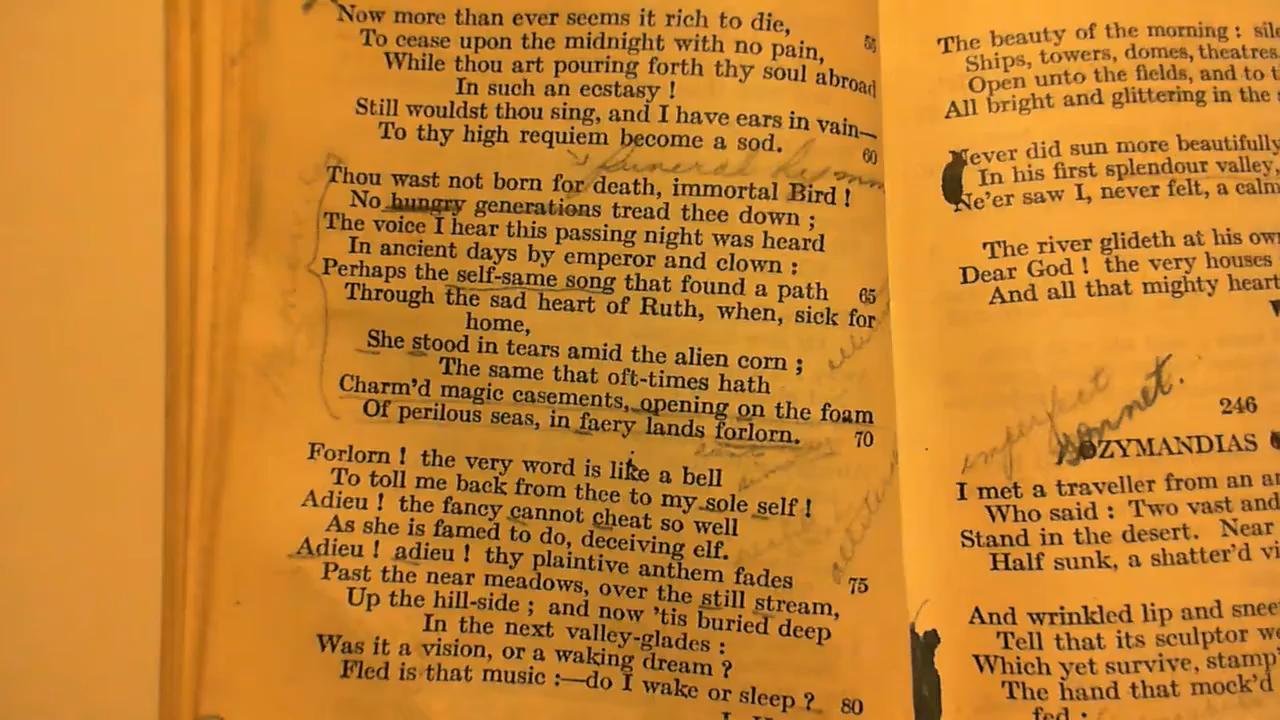 Now more than ever seems it rich to die,
To cease upon the midnight with no pain, 55
While thou art pouring forth thy soul abroad
In such an ecstasy !
Still wouldst thou sing, and I have ears in vain—
To thy high requiem become a sod. 60
funeral hymn
Thou wast not born for death, immortal Bird !
No hungry generations tread thee down ;
The voice I hear this passing night was heard
In ancient days by emperor and clown :
Perhaps the self-same song that found a path 65
Through the sad heart of Ruth, when, sick for
home,
She stood in tears amid the alien corn ;
The same that oft-times hath
Charm'd magic casements, opening on the foam
Of perilous seas, in faery lands forlorn. 70
Forlorn ! the very word is like a bell
To toll me back from thee to my sole self !
Adieu ! the fancy cannot cheat so well
As she is famed to do, deceiving elf.
Adieu ! adieu ! thy plaintive anthem fades 75
Past the near meadows, over the still stream,
Up the hill-side ; and now 'tis buried deep
In the next valley-glades :
Was it a vision, or a waking dream ?
Fled is that music :—do I wake or sleep ? 80
The beauty of the morning : 
Ships, towers, domes, theatres
Open unto the fields, and to
All bright and glittering in the
Never did sun more beautifully
In his first splendour valley,
Ne'er saw I, never felt, a calm
The river glideth at his
Dear God ! the very houses
And all that mighty heart
imperfect
sonnet.
246
OZYMANDIAS
I met a traveller from an
Who said : Two vast and
Stand in the desert. Near
Half sunk, a shatter'd
And wrinkled lip and
Tell that its sculptor
Which yet survive,
The hand that mock'd
fed :